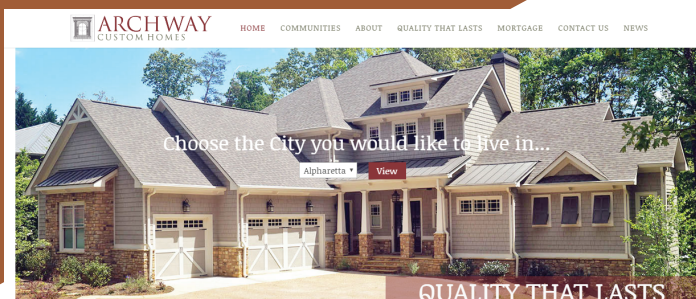 ARCHWAY
CUSTOM HOMES
HOME COMMUNITIES ABOUT QUALITY THAT LASTS MORTGAGE CONTACT US NEWS
Choose the City you would like to live in...
Alpharetta View
QUALITY THAT LASTS